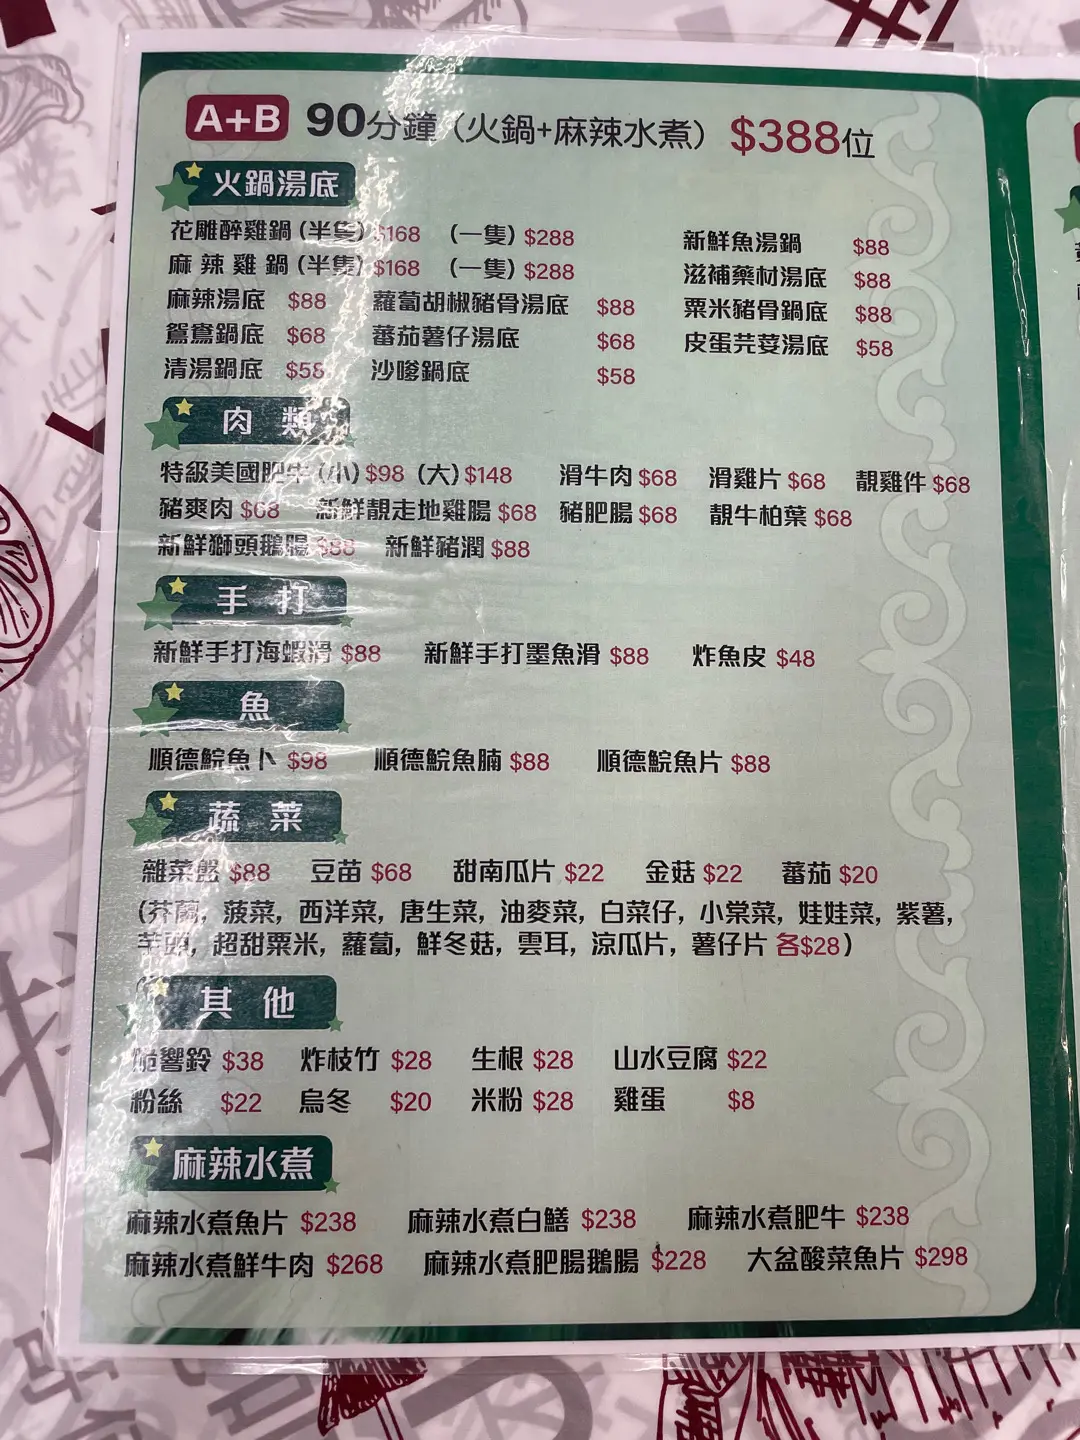 A+B 90分鐘（火鍋+麻辣水煮）$388位
火鍋湯底
花雕醉雞鍋（半隻）$168 （一隻）$288 新鮮魚湯鍋 $88
麻辣雞鍋（半隻）$168 （一隻）$288 滋補藥材湯底 $88
麻辣湯底 $88 蘿蔔胡椒豬骨湯底 $88 粟米豬骨鍋底 $88
鴛鴦鍋底 $68 蕃茄薯仔湯底 $68 皮蛋芫荽湯底 $58
清湯鍋底 $58 沙嗲鍋底 $58
肉類
特級美國肥牛（小）$98（大）$148 滑牛肉 $68 滑雞片 $68 靚雞件 $68
豬爽肉 $68 新鮮靚走地雞腸 $68 豬肥腸 $68 靚牛柏葉 $68
新鮮獅頭鵝腸 $88 新鮮豬潤 $88
手打
新鮮手打海蝦滑 $88 新鮮手打墨魚滑 $88 炸魚皮 $48
魚
順德鯇魚卜 $98 順德鯇魚腩 $88 順德鯇魚片 $88
蔬菜
雜菜盤 $88 豆苗 $68 甜南瓜片 $22 金菇 $22 蕃茄 $20
（芥蘭，菠菜，西洋菜，唐生菜，油麥菜，白菜仔，小棠菜，娃娃菜，紫薯，
芋頭，超甜粟米，蘿蔔，鮮冬菇，雲耳，涼瓜片，薯仔片 各$28）
其他
脆響鈴 $38 炸枝竹 $28 生根 $28 山水豆腐 $22
粉絲 $22 烏冬 $20 米粉 $28 雞蛋 $8
麻辣水煮
麻辣水煮魚片 $238 麻辣水煮白鱔 $238 麻辣水煮肥牛 $238
麻辣水煮鮮牛肉 $268 麻辣水煮肥腸鵝腸 $228 大盆酸菜魚片 $298